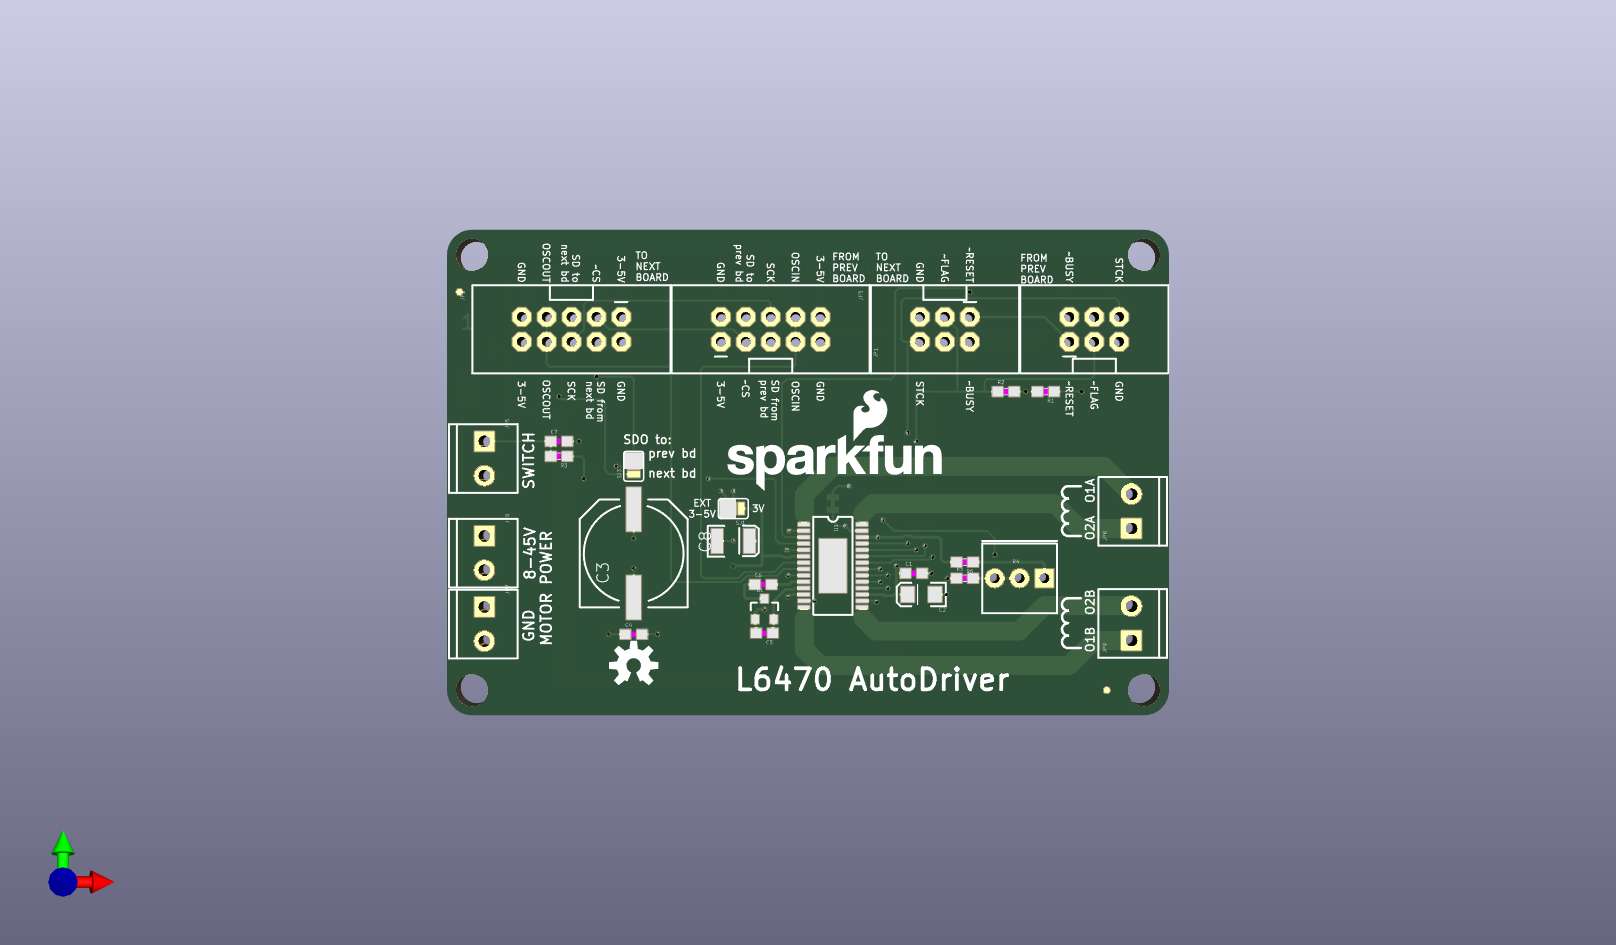 GND
OSCOUT
SD to
next bd
~CS
3-5V
TO
NEXT
BOARD
GND
SD to
prev bd
SCK
OSCIN
3-5V
FROM
PREV
BOARD
TO
NEXT
BOARD
GND
~FLAG
~RESET
FROM
PREV
BOARD
~BUSY
STCK
3-5V
OSCOUT
SCK
SD from
next bd
GND
3-5V
~CS
SD from
prev bd
OSCIN
GND
STCK
~BUSY
~RESET
~FLAG
GND
sparkfun
SWITCH
SDO to:
prev bd
next bd
EXT
3-5V
3V
C8
C3
8-45V
GND
MOTOR POWER
O1A
O2A
O2B
O1B
L6470 AutoDriver